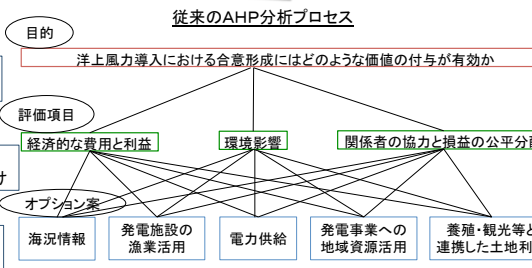 従来のAHP分析プロセス
目的
洋上風力導入における合意形成にはどのような価値の付与が有効か
評価項目
経済的な費用と利益
環境影響
関係者の協力と損益の公平分
け
オプション案
海況情報
発電施設の
漁業活用
電力供給
発電事業への
地域資源活用
養殖・観光等と
連携した土地利